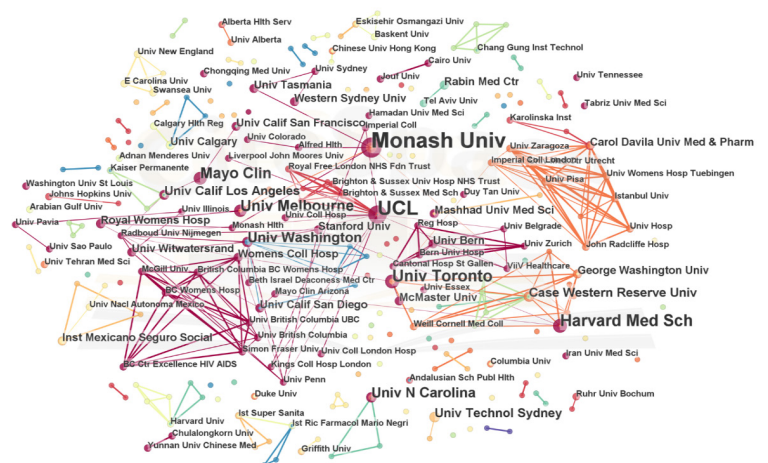 Alberta Hlth Serv
Eskisehir Osmangazi Univ
Univ Alberta
Baskent Univ
Univ New England
Chinese Univ Hong Kong
Chang Gung Inst Technol
Cairo Univ
Chongqing Med Univ
Univ Sydney
Jouf Univ
E Carolina Univ
Univ Tasmania
Rabin Med Ctr
Univ Tennessee
Swansea Univ
Western Sydney Univ
Tel Aviv Univ
Tabriz Univ Med Sci
Hamadan Univ Med Sci
Karolinska Inst
Calgary Hlth Reg
Univ Calif San Francisco
Imperial Coll
Univ Calgary
Univ Colorado
Monash Univ
Carol Davila Univ Med & Pharm
Alfred Hlth
Univ Zaragoza
Adnan Menderes Univ
Liverpool John Moores Univ
Imperial Coll London
Utrecht
Kaiser Permanente
Royal Free London NHS Fdn Trust
Mayo Clin
Univ Pisa
Univ Womens Hosp Tuebingen
Washington Univ St Louis
Brighton & Sussex Univ Hosp NHS Trust
Johns Hopkins Univ
Univ Calif Los Angeles
Brighton & Sussex Med Sch
Duy Tan Univ
Istanbul Univ
Arabian Gulf Univ
Univ Illinois
Univ Melbourne
UCL
Mashhad Univ Med Sci
Univ Pavia
Royal Womens Hosp
Univ Coll Hosp
Reg Hosp
Univ Belgrade
Univ Hosp
Monash Hlth
Stanford Univ
Radboud Univ Nijmegen
Univ Washington
Univ Bern
Univ Zurich
John Radcliffe Hosp
Univ Sao Paulo
Univ Witwatersrand
Womens Coll Hosp
Bern Univ Hosp
Univ Tehran Med Sci
Cantonal Hosp St Gallen
ViiV Healthcare
McGill Univ
British Columbia BC Womens Hosp
Univ Toronto
George Washington Univ
Beth Israel Deaconess Med Ctr
BC Womens Hosp
Mayo Clin Arizona
Univ Essex
Case Western Reserve Univ
Univ Nacl Autonoma Mexico
Univ Calif San Diego
McMaster Univ
Univ British Columbia UBC
Weill Cornell Med Coll
Harvard Med Sch
Inst Mexicano Seguro Social
Univ British Columbia
Simon Fraser Univ
Univ Coll London Hosp
Iran Univ Med Sci
BC Ctr Excellence HIV AIDS
Kings Coll Hosp London
Columbia Univ
Andalusian Sch Publ Hlth
Univ Penn
Duke Univ
Univ N Carolina
Ruhr Univ Bochum
Harvard Univ
Ist Super Sanita
Univ Technol Sydney
Chulalongkorn Univ
Ist Ric Farmacol Mario Negri
Yunnan Univ Chinese Med
Griffith Univ